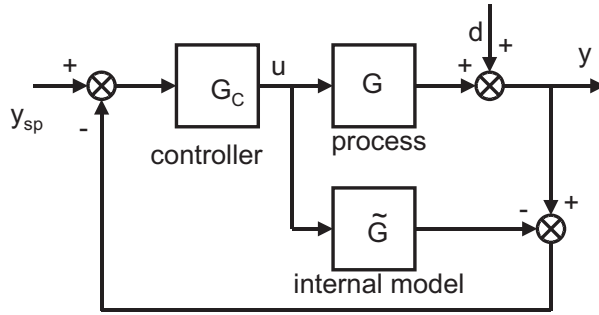 d
+
+
+
y
+
u
G_C
G
y_sp
-
controller
process
-
+
G̃
internal model